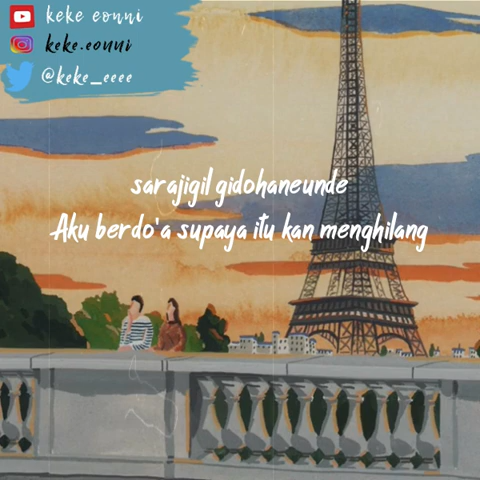 keke eonni
keke.eonni
@keke_eeee
sarajigil gidohaneunde
Aku berdo'a supaya itu kan menghilang